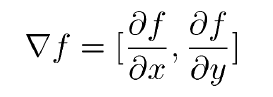 ∇f = [∂f/∂x, ∂f/∂y]